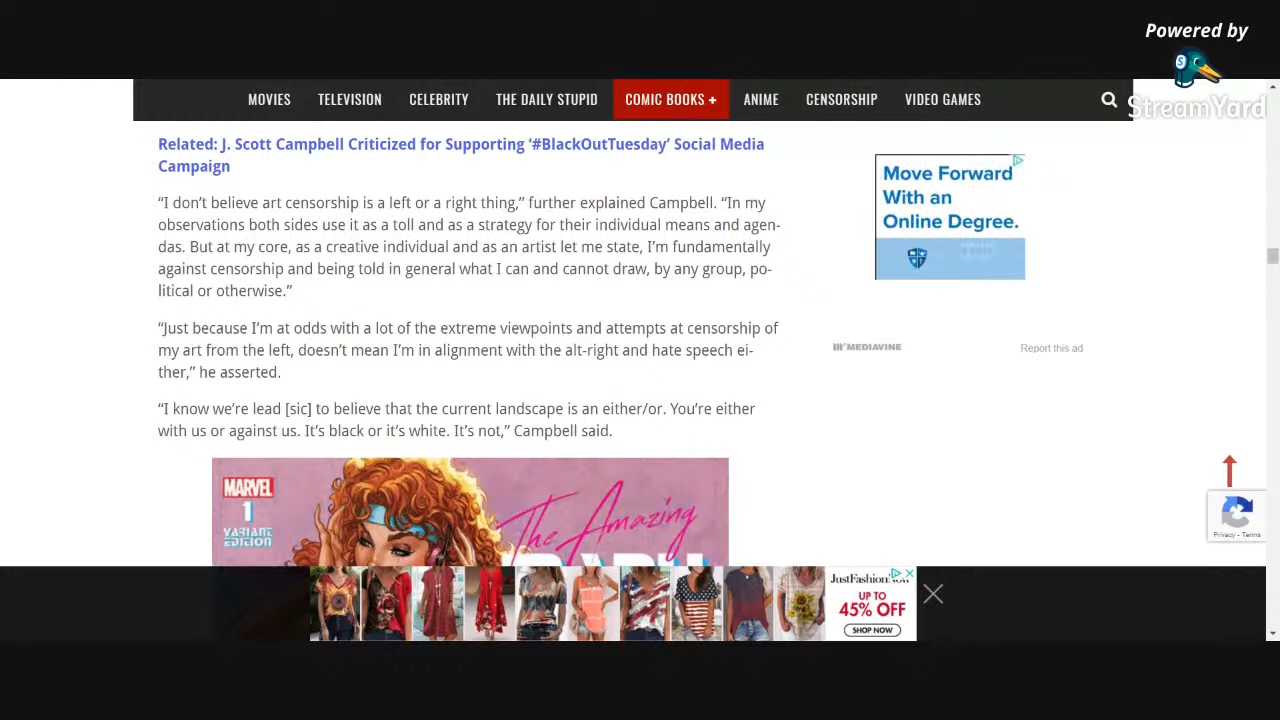 Powered by
StreamYard
MOVIES TELEVISION CELEBRITY THE DAILY STUPID COMIC BOOKS + ANIME CENSORSHIP VIDEO GAMES
Related: J. Scott Campbell Criticized for Supporting ‘#BlackOutTuesday’ Social Media
Campaign
“I don’t believe art censorship is a left or a right thing,” further explained Campbell. “In my
observations both sides use it as a toll and as a strategy for their individual means and agen-
das. But at my core, as a creative individual and as an artist let me state, I’m fundamentally
against censorship and being told in general what I can and cannot draw, by any group, po-
litical or otherwise.”
“Just because I’m at odds with a lot of the extreme viewpoints and attempts at censorship of
my art from the left, doesn’t mean I’m in alignment with the alt-right and hate speech ei-
ther,” he asserted.
“I know we’re lead [sic] to believe that the current landscape is an either/or. You’re either
with us or against us. It’s black or it’s white. It’s not,” Campbell said.
MARVEL
1
VARIANT
EDITION
The Amazing
Move Forward
With an
Online Degree.
MEDIAVINE
Report this ad
Privacy - Terms
UP TO
45% OFF
SHOP NOW